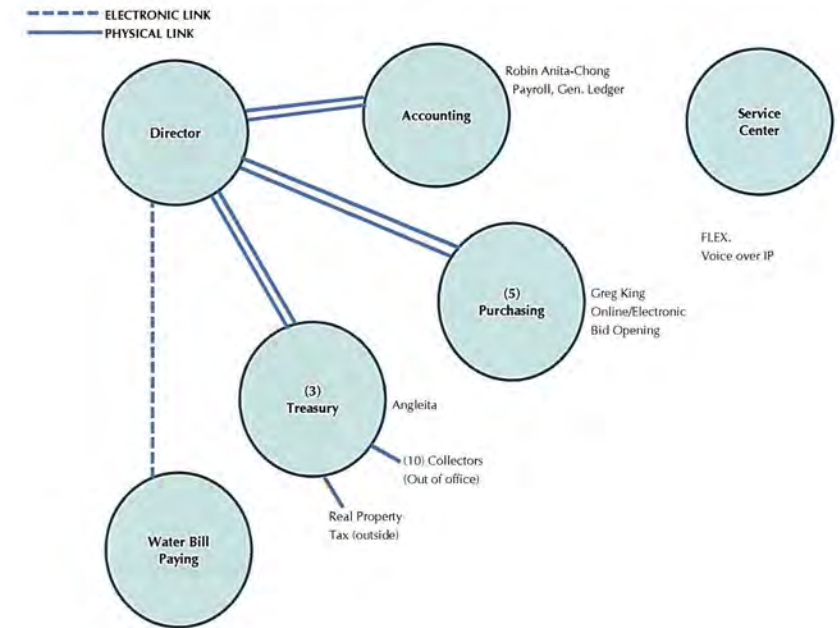 ELECTRONIC LINK
PHYSICAL LINK
Director
Accounting
Robin Anita-Chong
Payroll, Gen. Ledger
Service
Center
FLEX.
Voice over IP
(5)
Purchasing
Greg King
Online/Electronic
Bid Opening
(3)
Treasury
Angleita
(10) Collectors
(Out of office)
Real Property
Tax (outside)
Water Bill
Paying